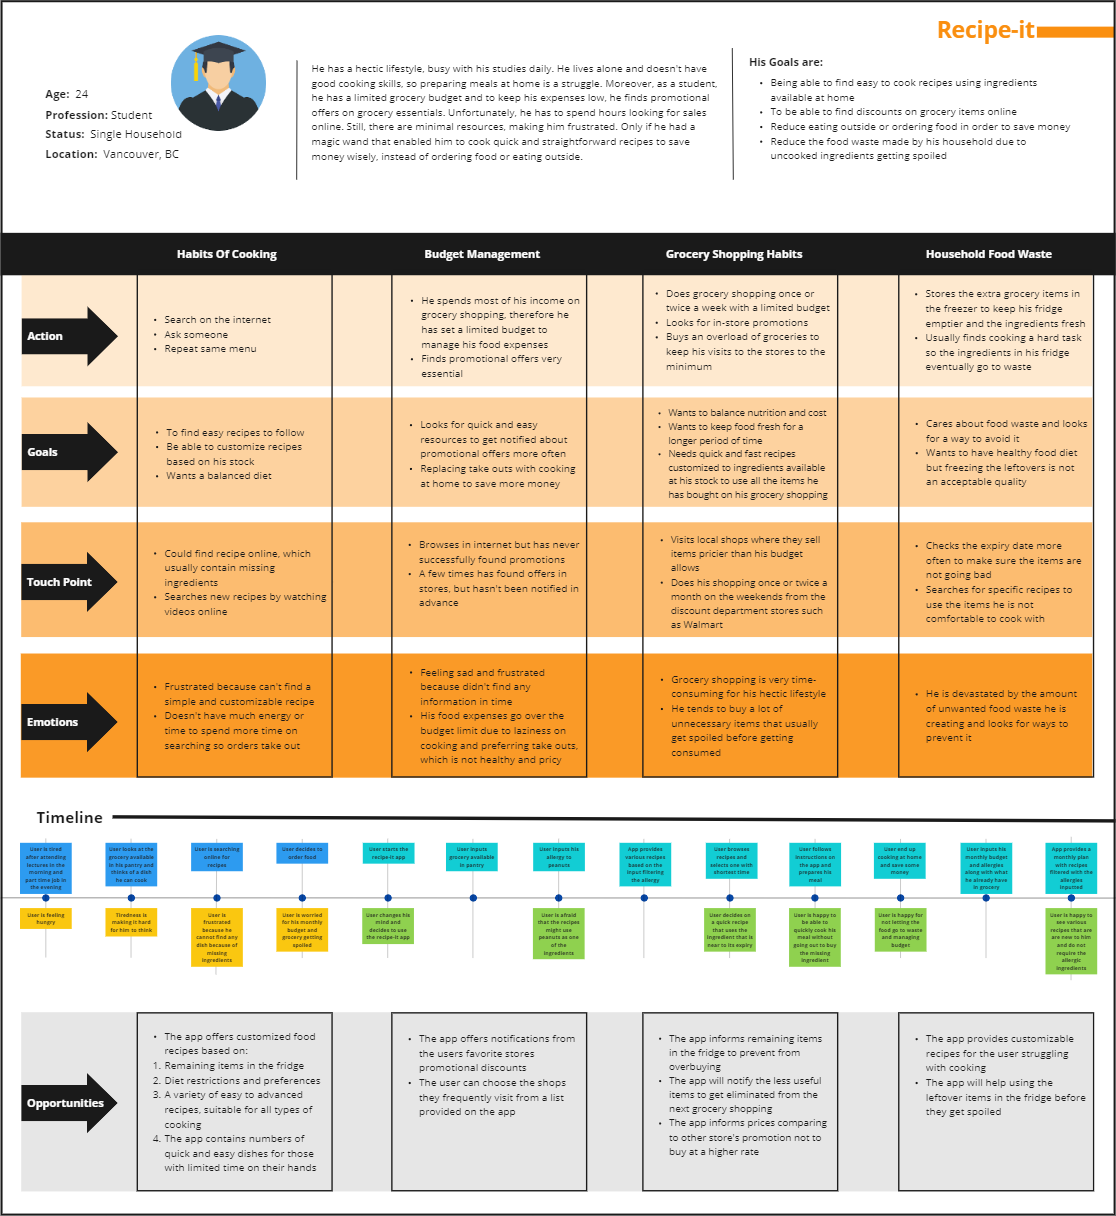 Recipe-it
Age: 24
Profession: Student
Status: Single Household
Location: Vancouver, BC
He has a hectic lifestyle, busy with his studies daily. He lives alone and doesn't have
good cooking skills, so preparing meals at home is a struggle. Moreover, as a student,
he has a limited grocery budget and to keep his expenses low, he finds promotional
offers on grocery essentials. Unfortunately, he has to spend hours looking for sales
online. Still, there are minimal resources, making him frustrated. Only if he had a
magic wand that enabled him to cook quick and straightforward recipes to save
money wisely, instead of ordering food or eating outside.
His Goals are:
• Being able to find easy to cook recipes using ingredients
available at home
• To be able to find discounts on grocery items online
• Reduce eating outside or ordering food in order to save money
• Reduce the food waste made by his household due to
uncooked ingredients getting spoiled
Habits Of Cooking
Budget Management
Grocery Shopping Habits
Household Food Waste
Action
• Search on the internet
• Ask someone
• Repeat same menu
• He spends most of his income on
grocery shopping, therefore he
has set a limited budget to
manage his food expenses
• Finds promotional offers very
essential
• Does grocery shopping once or
twice a week with a limited budget
• Looks for in-store promotions
• Buys an overload of groceries to
keep his visits to the stores to the
minimum
• Stores the extra grocery items in
the freezer to keep his fridge
emptier and the ingredients fresh
• Usually finds cooking a hard task
so the ingredients in his fridge
eventually go to waste
Goals
• To find easy recipes to follow
• Be able to customize recipes
based on his stock
• Wants a balanced diet
• Looks for quick and easy
resources to get notified about
promotional offers more often
• Replacing take outs with cooking
at home to save more money
• Wants to balance nutrition and cost
• Wants to keep food fresh for a
longer period of time
• Needs quick and fast recipes
customized to ingredients available
at his stock to use all the items he
has bought on his grocery shopping
• Cares about food waste and looks
for a way to avoid it
• Wants to have healthy food diet
but freezing the leftovers is not
an acceptable quality
Touch Point
• Could find recipe online, which
usually contain missing
ingredients
• Searches new recipes by watching
videos online
• Browses in internet but has never
successfully found promotions
• A few times has found offers in
stores, but hasn't been notified in
advance
• Visits local shops where they sell
items pricier than his budget
allows
• Does his shopping once or twice a
month on the weekends from the
discount department stores such
as Walmart
• Checks the expiry date more
often to make sure the items are
not going bad
• Searches for specific recipes to
use the items he is not
comfortable to cook with
Emotions
• Frustrated because can't find a
simple and customizable recipe
• Doesn't have much energy or
time to spend more time on
searching so orders take out
• Feeling sad and frustrated
because didn't find any
information in time
• His food expenses go over the
budget limit due to laziness on
cooking and preferring take outs,
which is not healthy and pricy
• Grocery shopping is very time-
consuming for his hectic lifestyle
• He tends to buy a lot of
unnecessary items that usually
get spoiled before getting
consumed
• He is devastated by the amount
of unwanted food waste he is
creating and looks for ways to
prevent it
Timeline
User is tired
after attending
lectures in the
morning and
part time job in
the evening
User looks at the
grocery available
in his pantry and
thinks of a dish
he can cook
User is searching
online for
recipes
User decides to
order food
User starts the
recipe-it app
User inputs
grocery available
in pantry
User inputs his
allergy to
peanuts
App provides
various recipes
based on the
input filtering
the allergy
User browses
recipes and
selects one with
shortest time
User follows
instructions on
the app and
prepares his
meal
User end up
cooking at home
and save some
money
User inputs his
monthly budget
and allergies
along with what
he already have
in grocery
App provides a
monthly plan
with recipes
filtered with the
allergies
inputted
User is feeling
hungry
Tiredness is
making it hard
for him to think
User is
frustrated
because he
cannot find any
dish because of
missing
ingredients
User is worried
for his monthly
budget and
grocery getting
spoiled
User changes his
mind and
decides to use
the recipe-it app
User is afraid
that the recipes
might use
peanuts as one
of the
ingredients
User decides on
a quick recipe
that uses the
ingredient that is
near to its expiry
User is happy to
be able to
quickly cook his
meal without
going out to buy
the missing
ingredient
User is happy for
not letting the
food go to waste
and managing
budget
User is happy to
see various
recipes that are
are new to him
and do not
require the
allergic
ingredients
Opportunities
• The app offers customized food
recipes based on:
1. Remaining items in the fridge
2. Diet restrictions and preferences
3. A variety of easy to advanced
recipes, suitable for all types of
cooking
4. The app contains numbers of
quick and easy dishes for those
with limited time on their hands
• The app offers notifications from
the users favorite stores
promotional discounts
• The user can choose the shops
they frequently visit from a list
provided on the app
• The app informs remaining items
in the fridge to prevent from
overbuying
• The app will notify the less useful
items to get eliminated from the
next grocery shopping
• The app informs prices comparing
to other store's promotion not to
buy at a higher rate
• The app provides customizable
recipes for the user struggling
with cooking
• The app will help using the
leftover items in the fridge before
they get spoiled